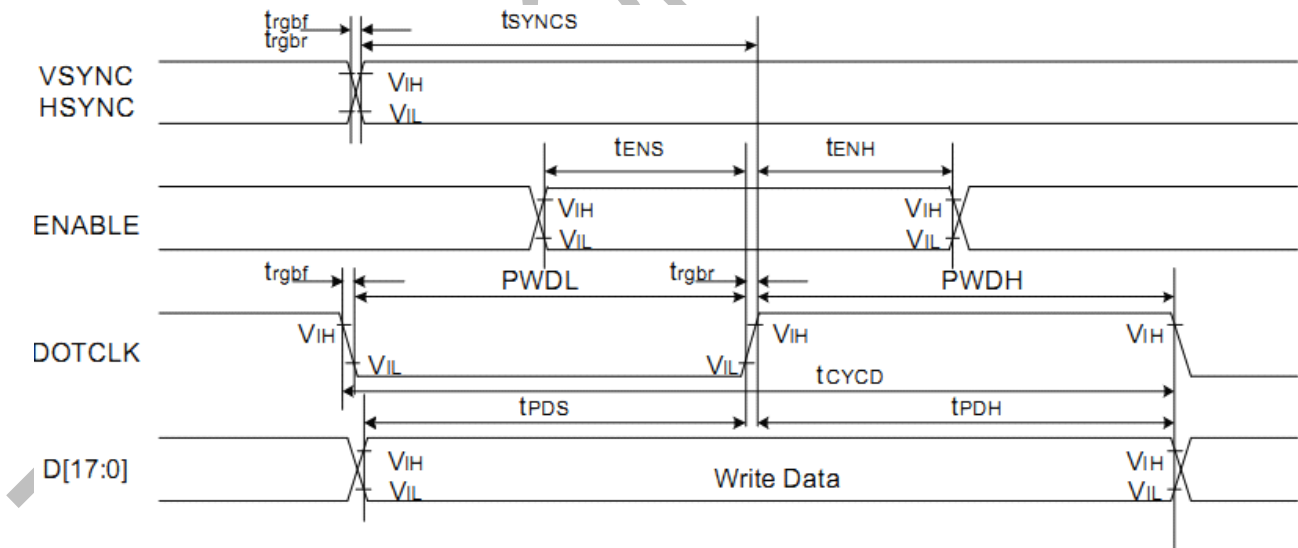 trgbf
trgbr
tSYNCS
VSYNC
HSYNC
VIH
VIL
tENS
tENH
ENABLE
VIH
VIL
VIH
VIL
trgbf
PWDL
trgbr
PWDH
DOTCLK
VIH
VIL
VIL
VIH
VIH
tCYCD
tPDS
tPDH
D[17:0]
VIH
VIL
Write Data
VIH
VIL